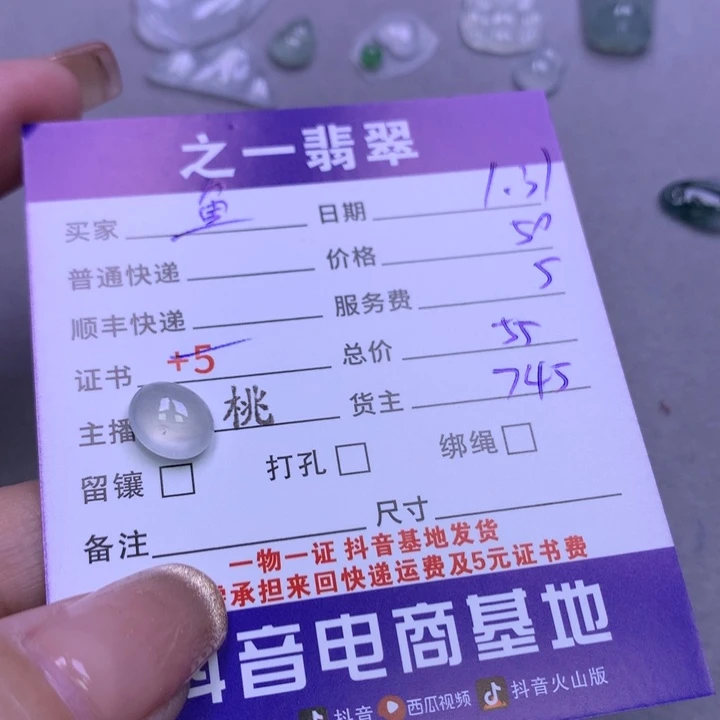 之一翡翠
买家 鱼 日期 1.31
普通快递 价格 50
顺丰快递 服务费 5
证书 +5 总价 55
主播 桃 货主 745
留镶 打孔 绑绳
备注 尺寸
一物一证 抖音基地发货
承担来回快递运费及5元证书费
抖音电商基地
抖音 西瓜视频 抖音火山版